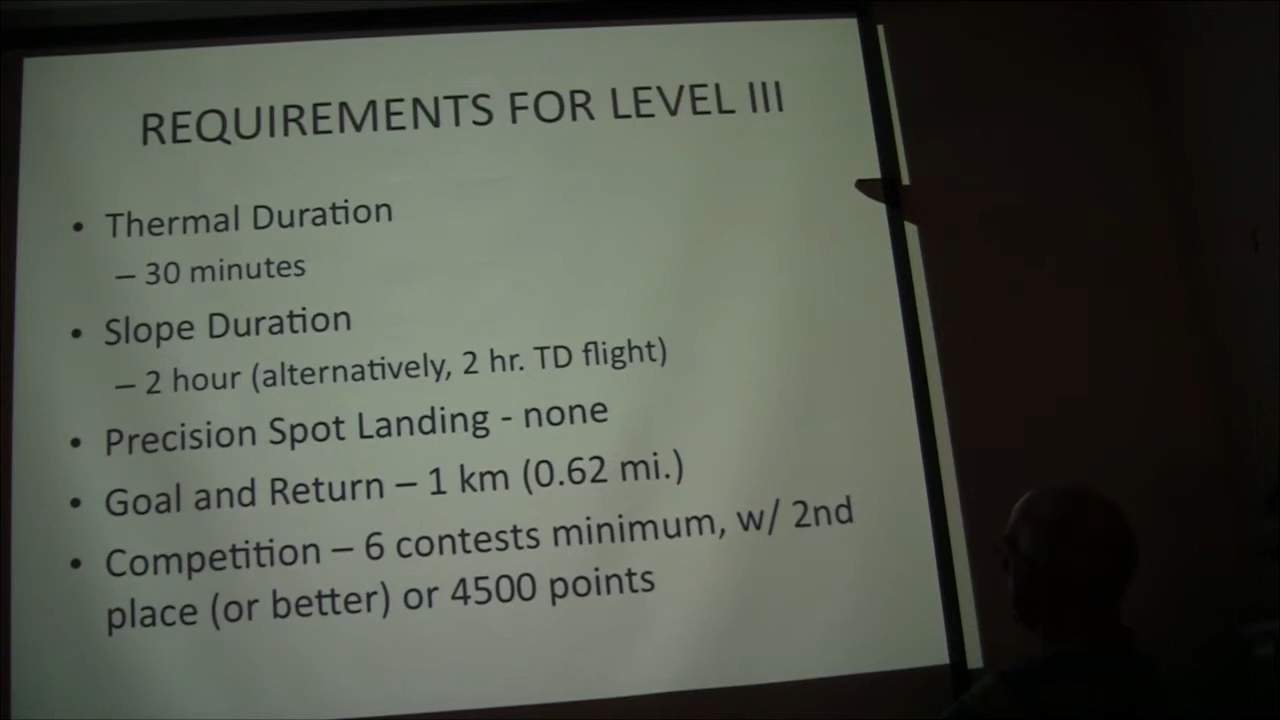 REQUIREMENTS FOR LEVEL III
• Thermal Duration
– 30 minutes
• Slope Duration
– 2 hour (alternatively, 2 hr. TD flight)
• Precision Spot Landing - none
• Goal and Return – 1 km (0.62 mi.)
• Competition – 6 contests minimum, w/ 2nd
place (or better) or 4500 points